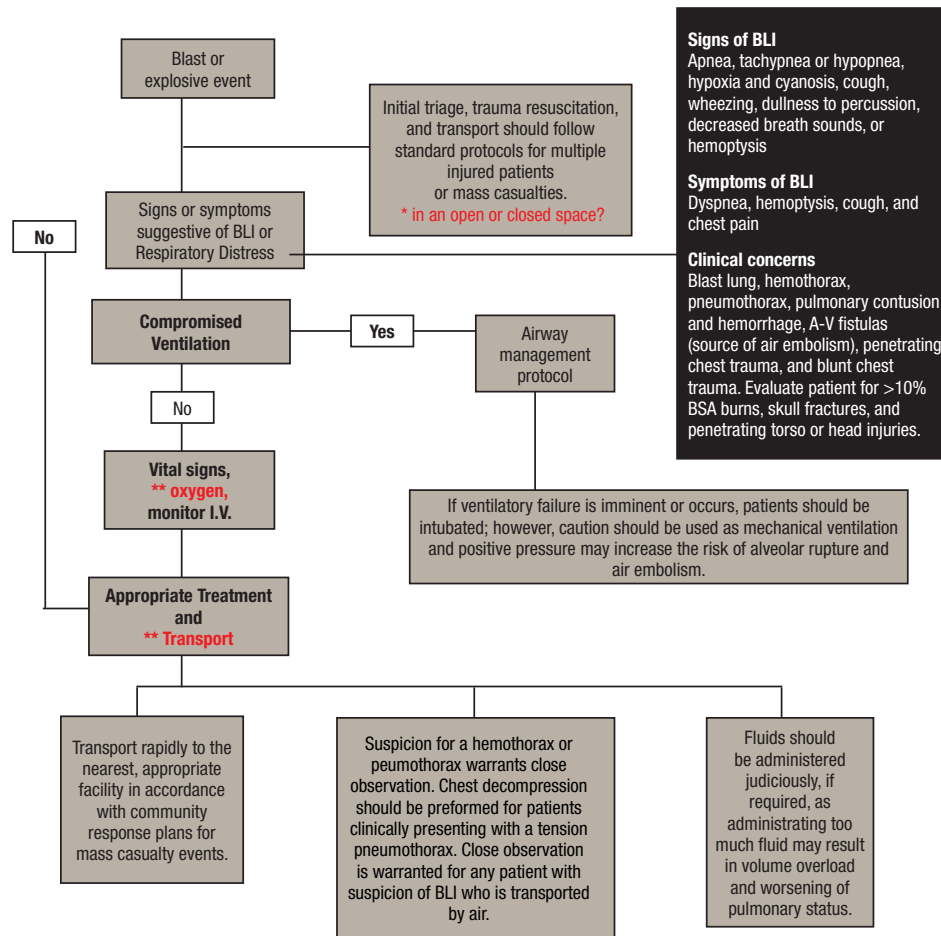 Blast or
explosive event
Initial triage, trauma resuscitation,
and transport should follow
standard protocols for multiple
injured patients
or mass casualties.
* in an open or closed space?
Signs of BLI
Apnea, tachypnea or hypopnea,
hypoxia and cyanosis, cough,
wheezing, dullness to percussion,
decreased breath sounds, or
hemoptysis
Symptoms of BLI
Dyspnea, hemoptysis, cough, and
chest pain
Clinical concerns
Blast lung, hemothorax,
pneumothorax, pulmonary contusion
and hemorrhage, A-V fistulas
(source of air embolism), penetrating
chest trauma, and blunt chest
trauma. Evaluate patient for >10%
BSA burns, skull fractures, and
penetrating torso or head injuries.
Signs or symptoms
suggestive of BLI or
Respiratory Distress
No
Compromised
Ventilation
Yes
Airway
management
protocol
No
Vital signs,
** oxygen,
monitor I.V.
If ventilatory failure is imminent or occurs, patients should be
intubated; however, caution should be used as mechanical ventilation
and positive pressure may increase the risk of alveolar rupture and
air embolism.
Appropriate Treatment
and
** Transport
Transport rapidly to the
nearest, appropriate
facility in accordance
with community
response plans for
mass casualty events.
Suspicion for a hemothorax or
peumothorax warrants close
observation. Chest decompression
should be preformed for patients
clinically presenting with a tension
pneumothorax. Close observation
is warranted for any patient with
suspicion of BLI who is transported
by air.
Fluids should
be administered
judiciously, if
required, as
administrating too
much fluid may result
in volume overload
and worsening of
pulmonary status.